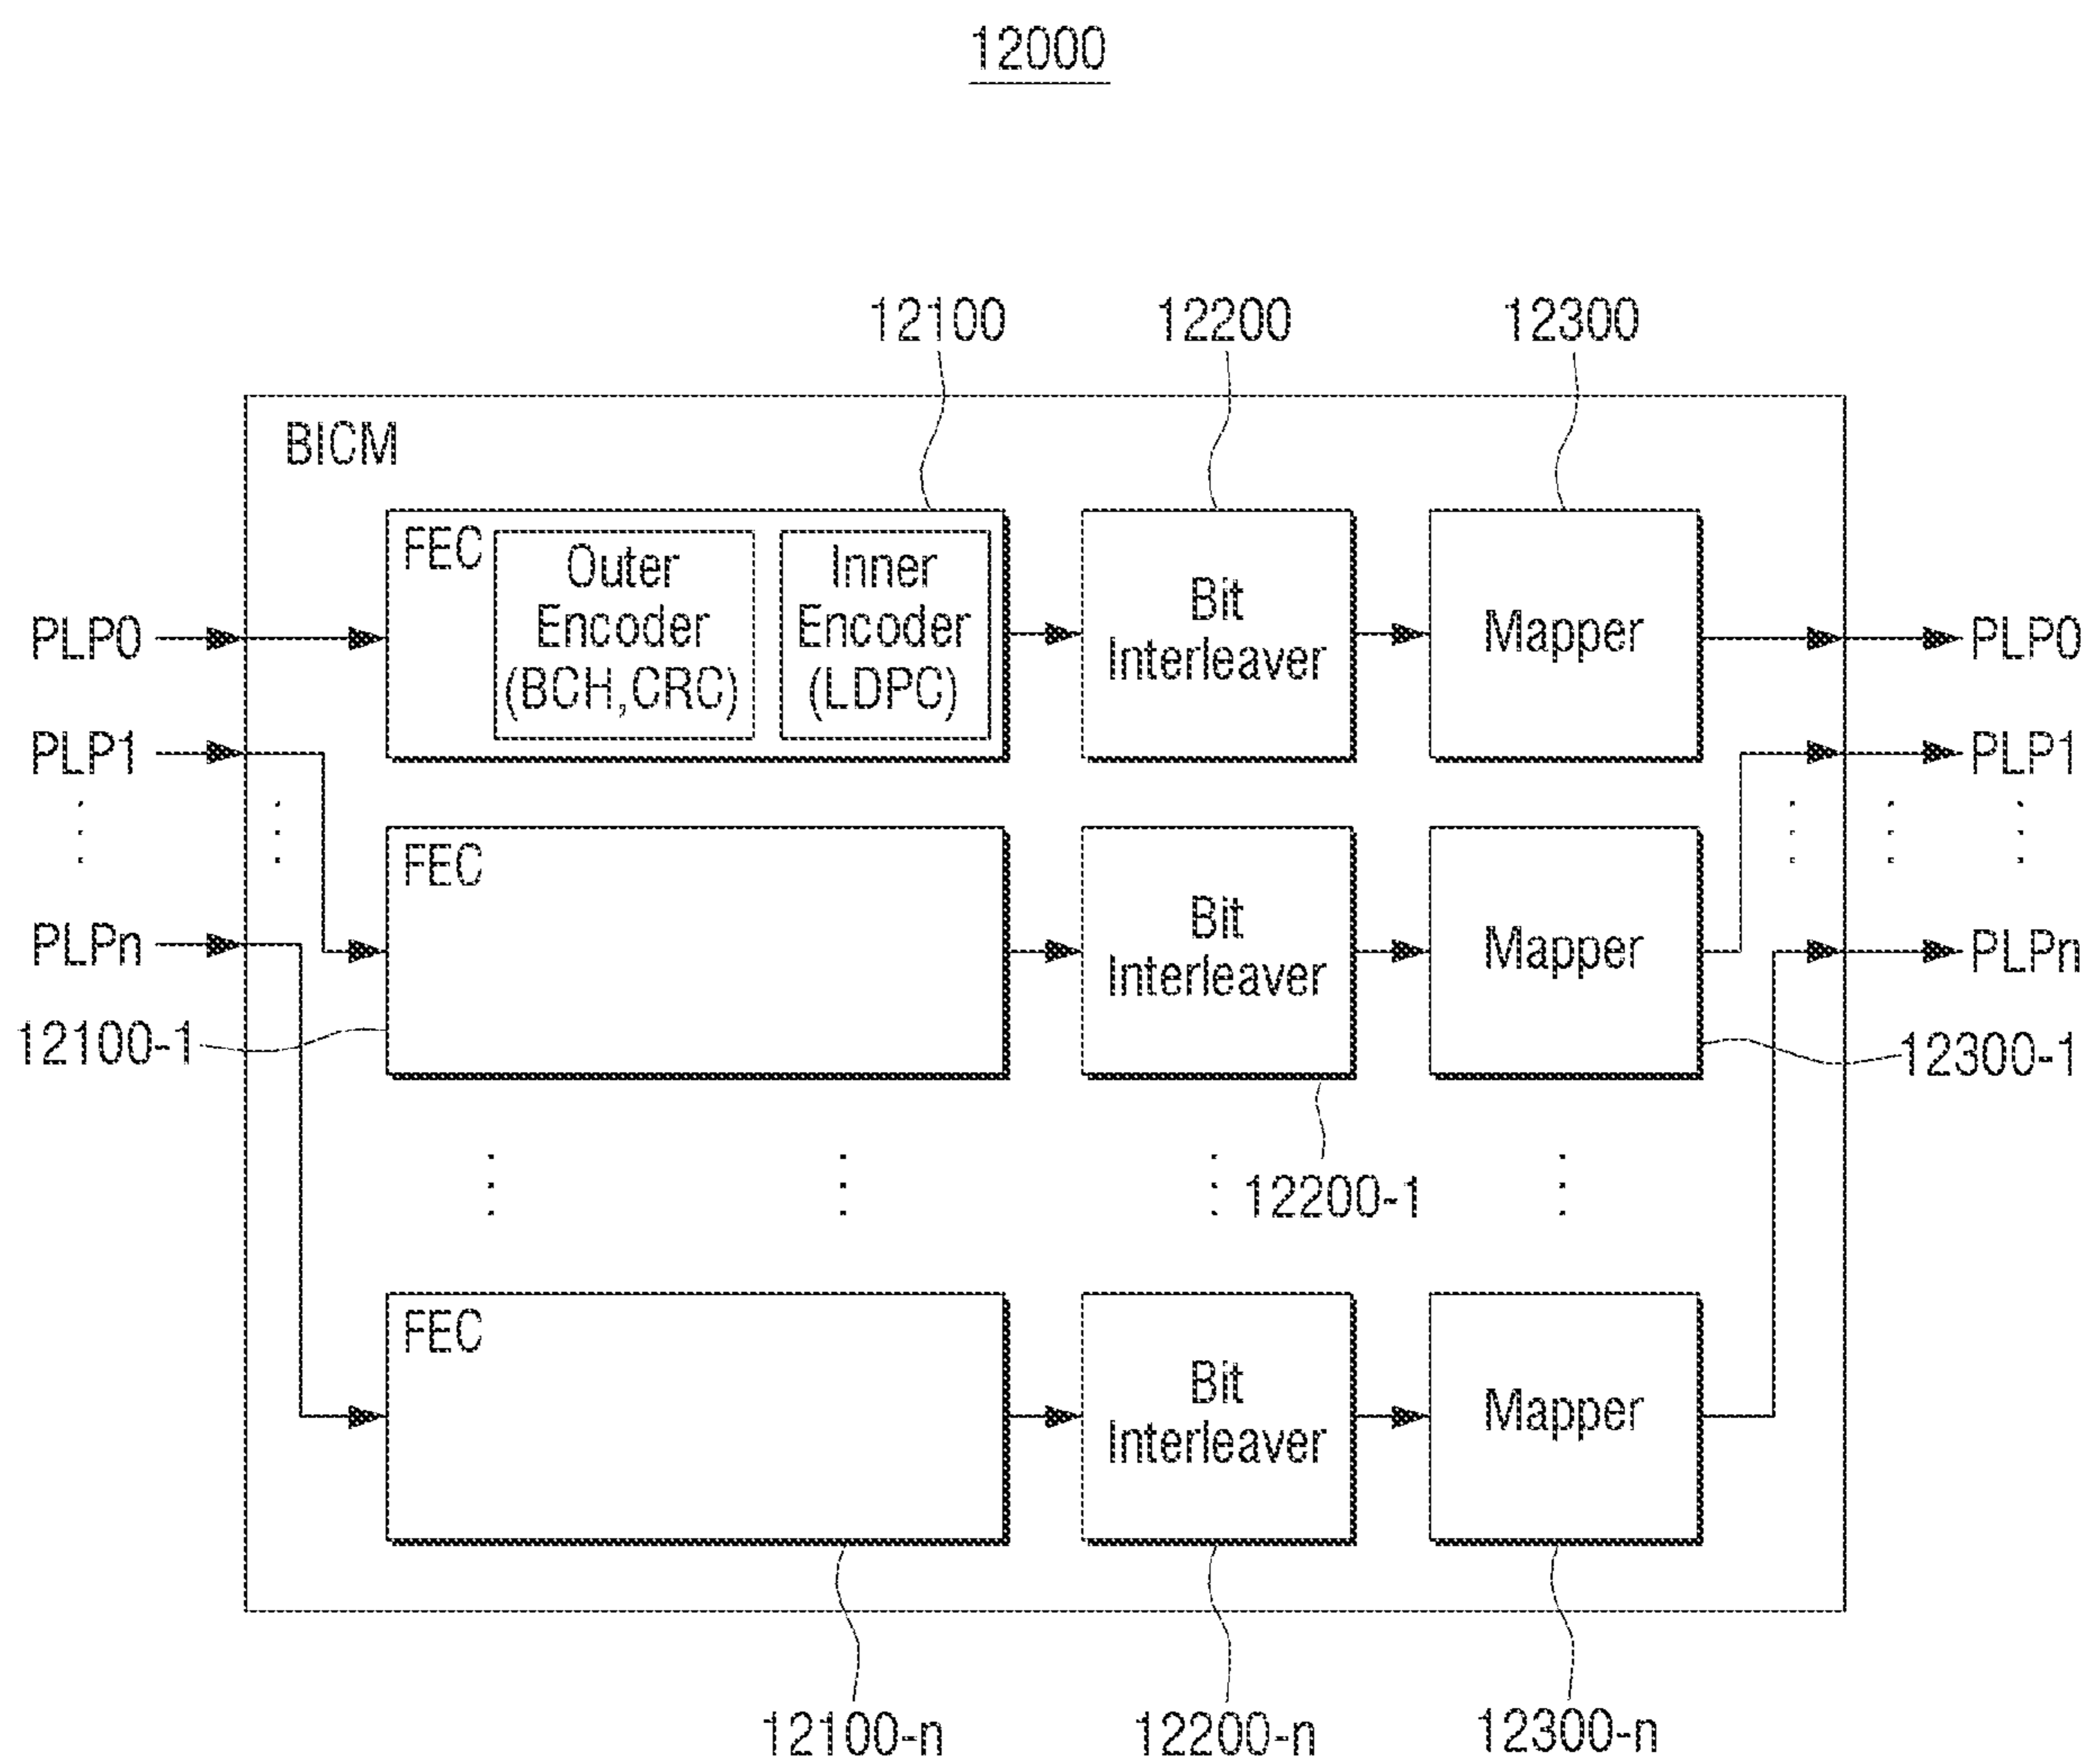 12000
12100
12200
12300
BICM
FEC
Outer
Encoder
(BCH,CRC)
Inner
Encoder
(LDPC)
Bit
Interleaver
Mapper
PLP0
PLP0
PLP1
PLP1
FEC
Bit
Interleaver
Mapper
PLPn
PLPn
12100-1
12300-1
12200-1
FEC
Bit
Interleaver
Mapper
12100-n
12200-n
12300-n